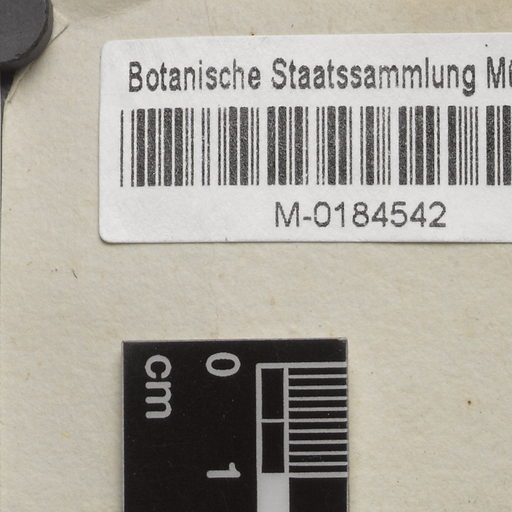 Botanische Staatssammlung
M-0184542
cm
0
1